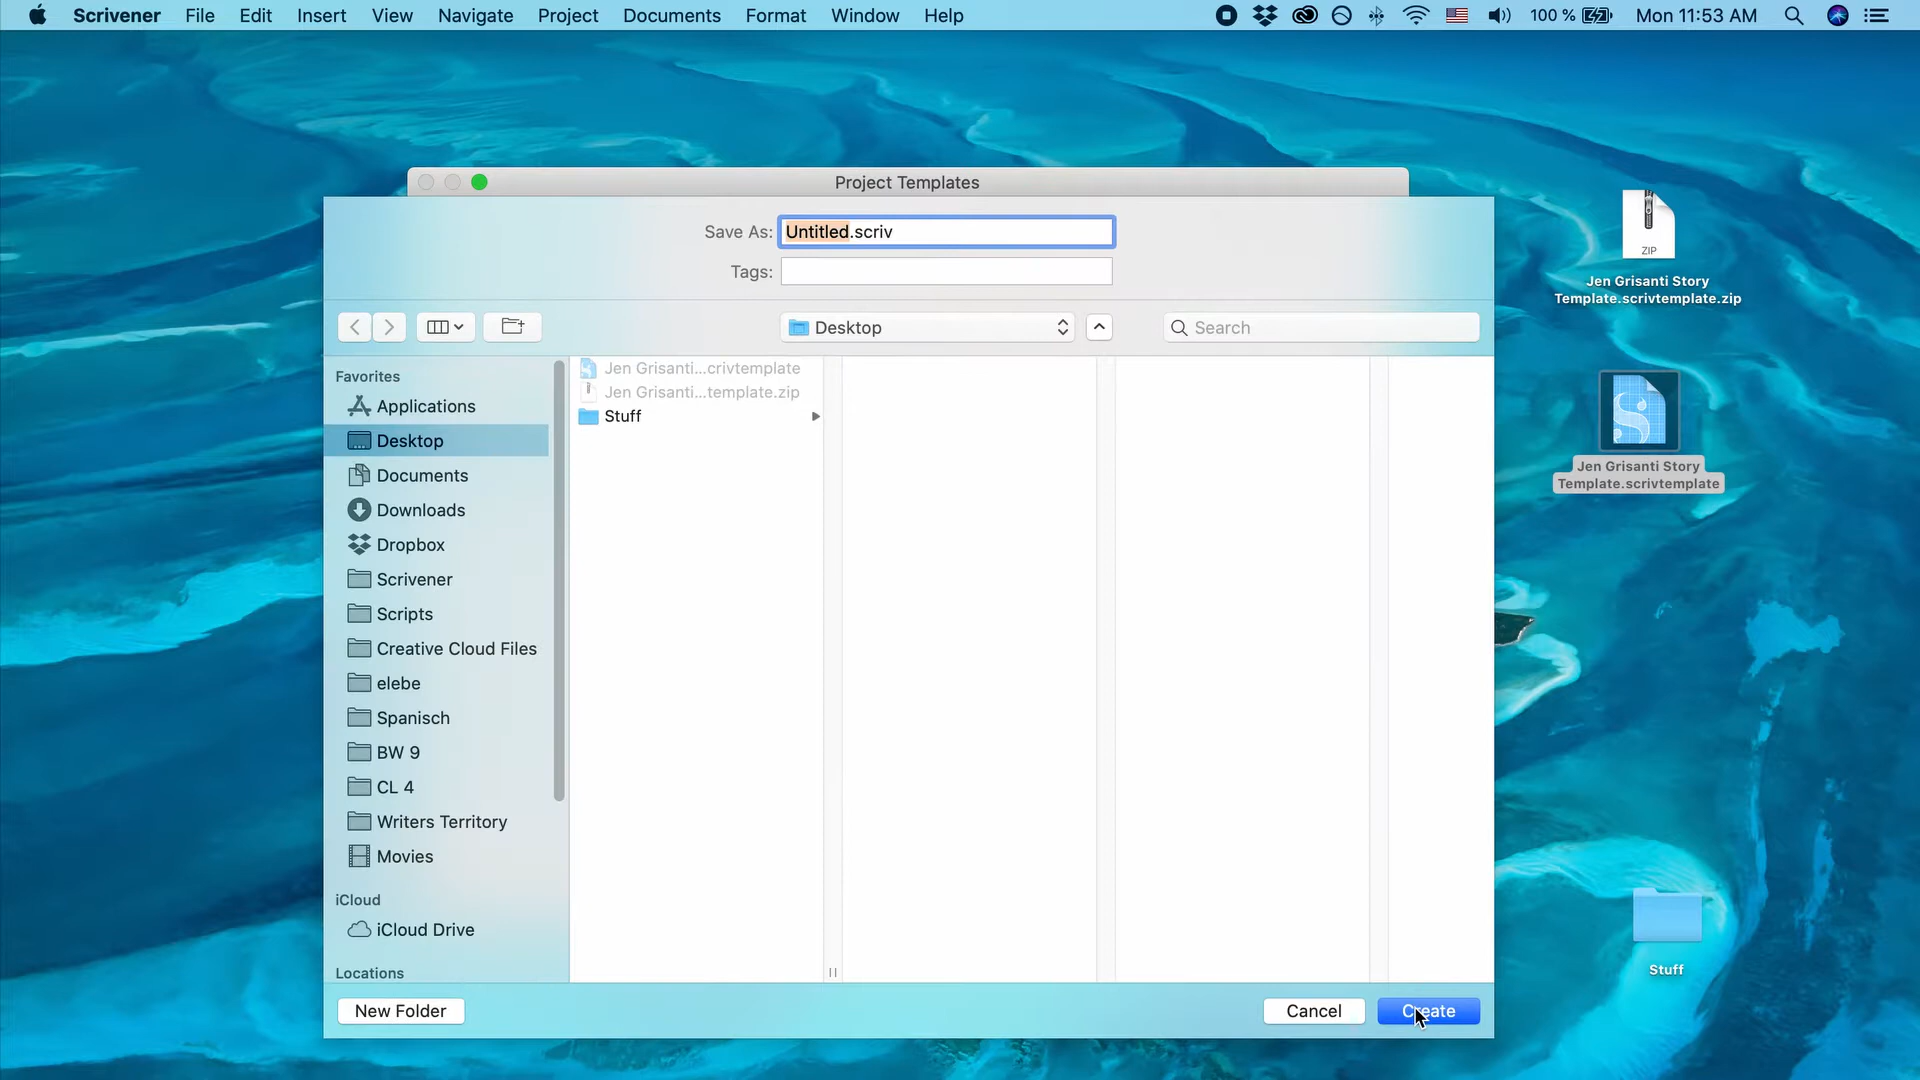 Scrivener File Edit Insert View Navigate Project Documents Format Window Help
100 % Mon 11:53 AM
Project Templates
Save As: Untitled.scriv
Tags:
Desktop
Search
Favorites
Applications
Desktop
Documents
Downloads
Dropbox
Scrivener
Scripts
Creative Cloud Files
elebe
Spanisch
BW 9
CL 4
Writers Territory
Movies
iCloud
iCloud Drive
Locations
Jen Grisanti...crivtemplate
Jen Grisanti...template.zip
Stuff
New Folder
Cancel
Create
ZIP
Jen Grisanti Story
Template.scrivtemplate.zip
Jen Grisanti Story
Template.scrivtemplate
Stuff